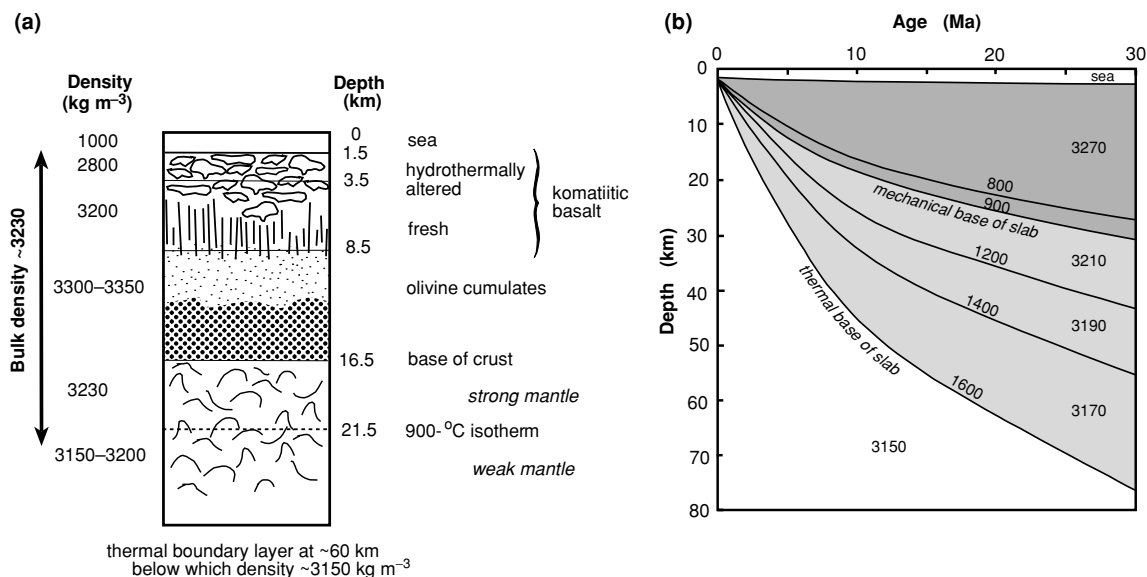 (a)
Density
(kg m–3)
Depth
(km)
Bulk density ~3230
1000
2800
3200
3300–3350
3230
3150–3200
0
1.5
3.5
8.5
16.5
21.5
sea
hydrothermally
altered
fresh
komatiitic
basalt
olivine cumulates
base of crust
strong mantle
900- oC isotherm
weak mantle
thermal boundary layer at ~60 km
below which density ~3150 kg m–3
(b)
Age (Ma)
0 10 20 30
Depth (km)
0
10
20
30
40
50
60
70
80
sea
3270
800
900
mechanical base of slab
3210
1200
3190
1400
thermal base of slab
1600
3170
3150